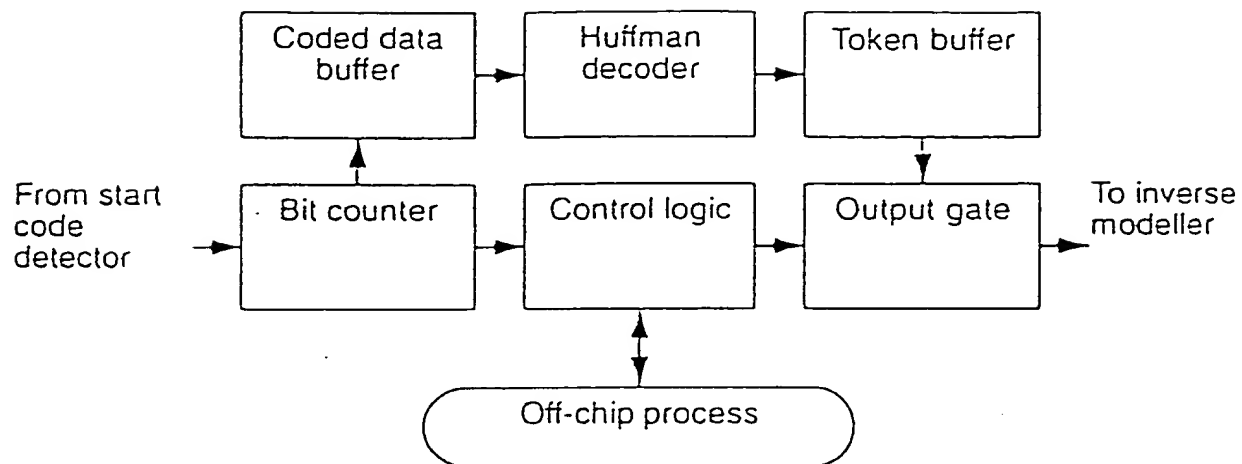 Coded data
buffer
Huffman
decoder
Token buffer
From start
code
detector
Bit counter
Control logic
Output gate
To inverse
modeller
Off-chip process